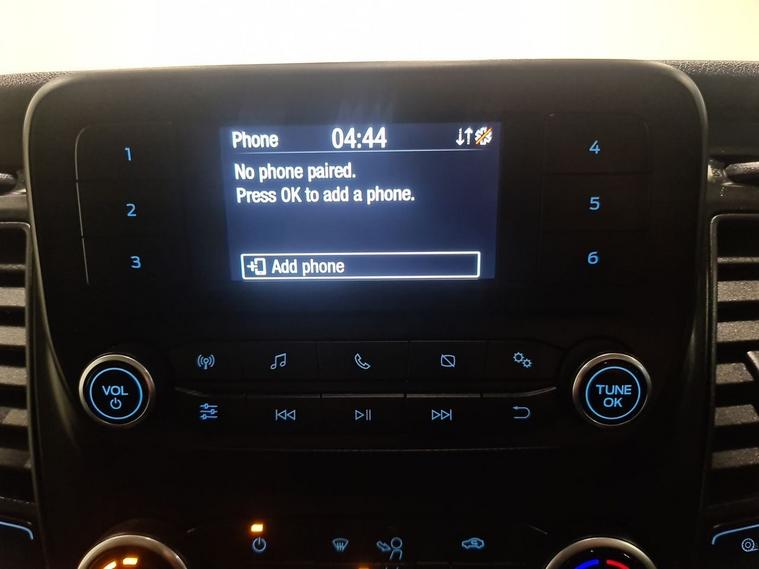 Phone 04:44
No phone paired.
Press OK to add a phone.
Add phone
1
2
3
4
5
6
VOL
TUNE
OK